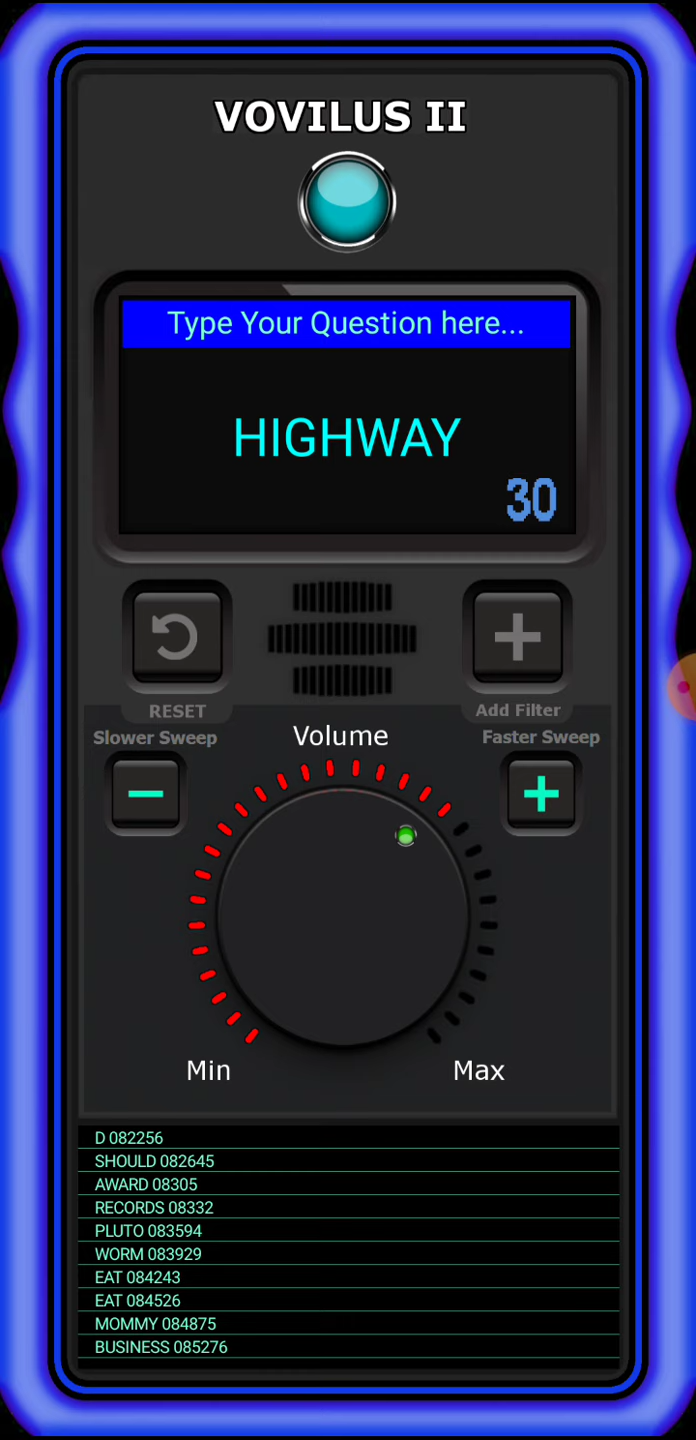 VOVILUS II
Type Your Question here...
HIGHWAY
30
RESET
Add Filter
Slower Sweep
Volume
Faster Sweep
Min
Max
D 082256
SHOULD 082645
AWARD 08305
RECORDS 08332
PLUTO 083594
WORM 083929
EAT 084243
EAT 084526
MOMMY 084875
BUSINESS 085276